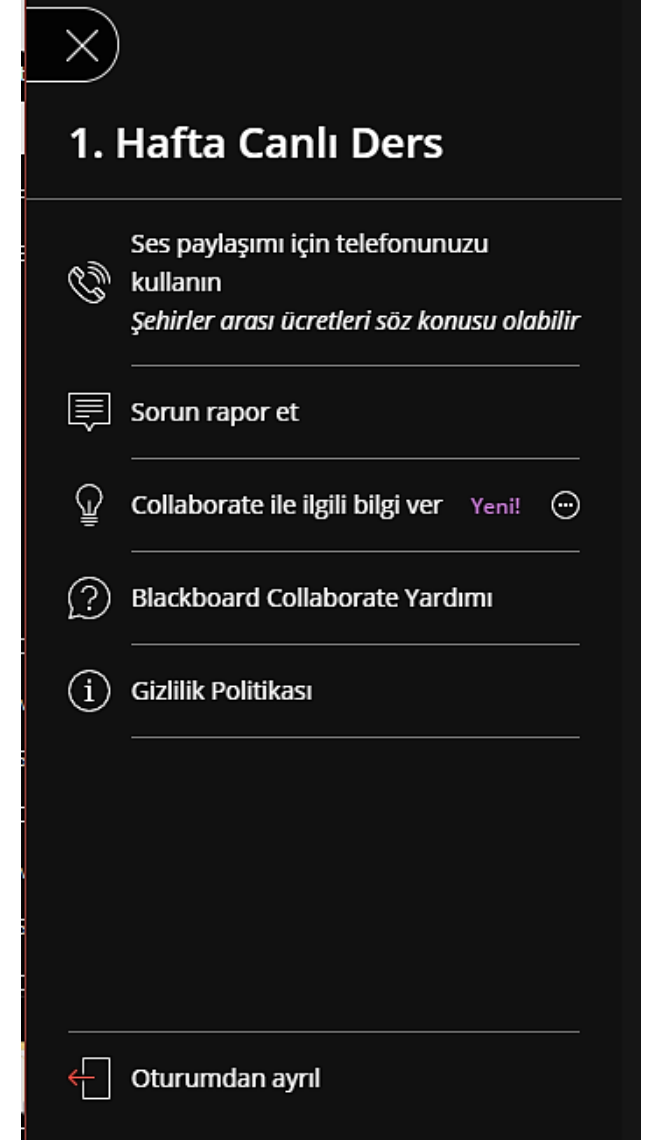 1. Hafta Canlı Ders
Ses paylaşımı için telefonunuzu
kullanın
Şehirler arası ücretleri söz konusu olabilir
Sorun rapor et
Collaborate ile ilgili bilgi ver Yeni!
Blackboard Collaborate Yardımı
Gizlilik Politikası
Oturumdan ayrıl